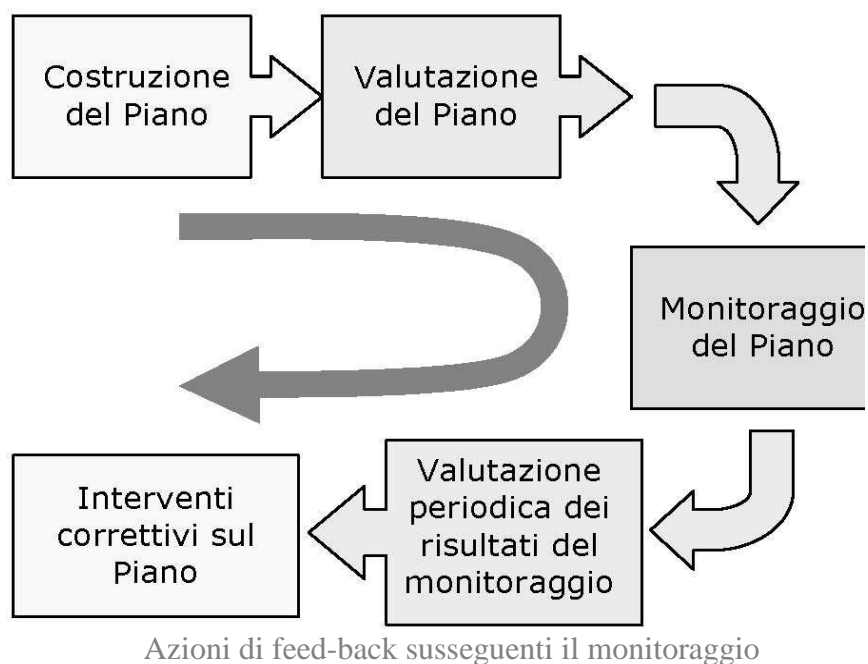 Costruzione
del Piano
Valutazione
del Piano
Monitoraggio
del Piano
Valutazione
periodica dei
risultati del
monitoraggio
Interventi
correttivi sul
Piano
Azioni di feed-back susseguenti il monitoraggio